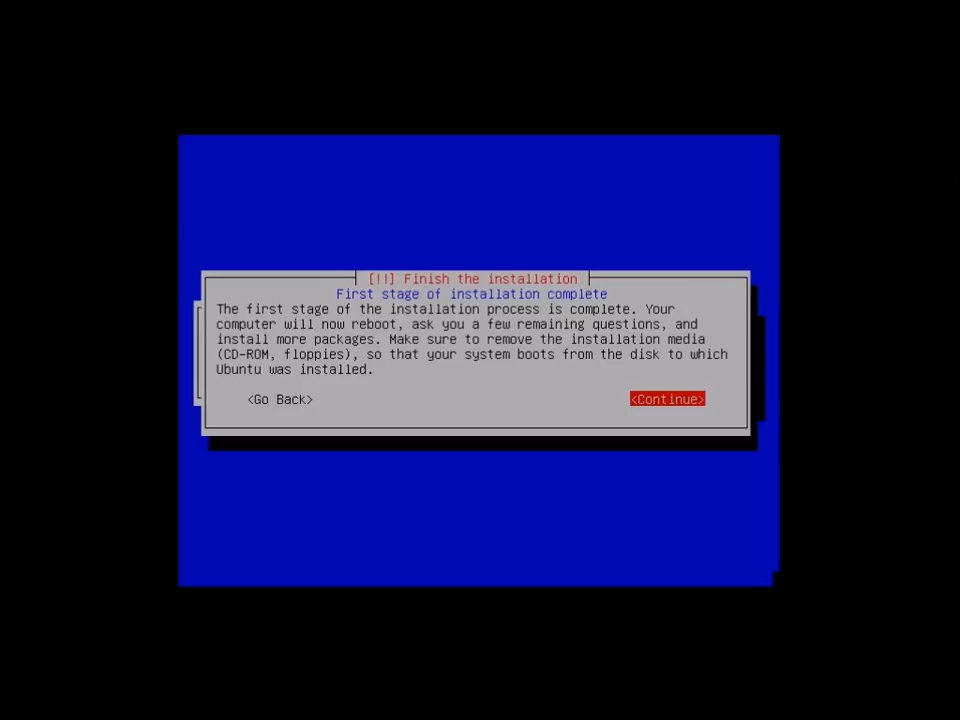 [!!] Finish the installation
First stage of installation complete
The first stage of the installation process is complete. Your
computer will now reboot, ask you a few remaining questions, and
install more packages. Make sure to remove the installation media
(CD-ROM, floppies), so that your system boots from the disk to which
Ubuntu was installed.
<Go Back> <Continue>